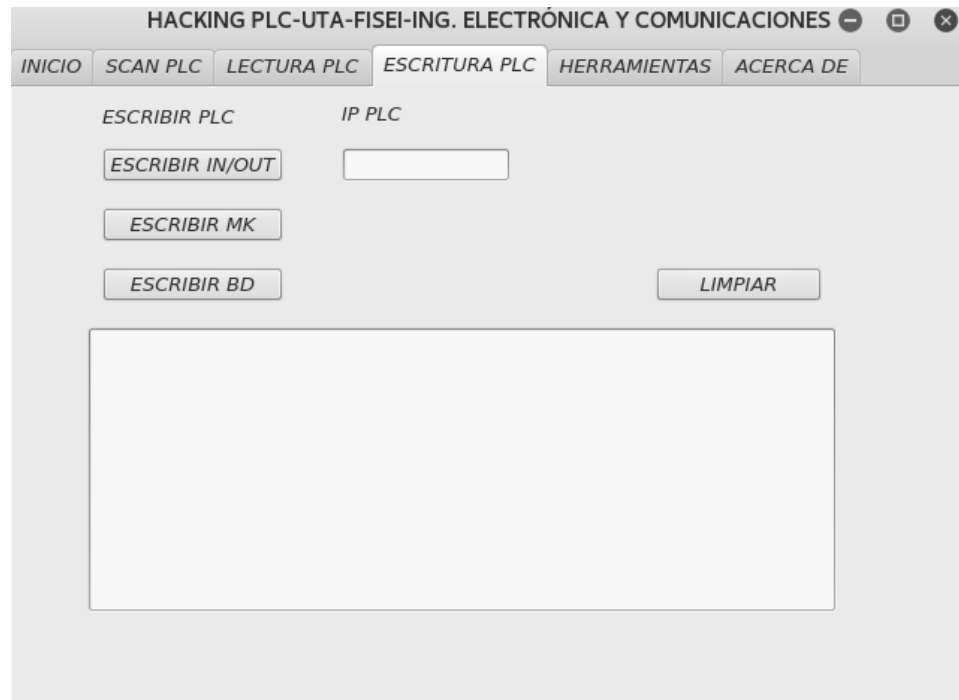 HACKING PLC-UTA-FISEI-ING. ELECTRÓNICA Y COMUNICACIONES
INICIO SCAN PLC LECTURA PLC ESCRITURA PLC HERRAMIENTAS ACERCA DE
ESCRIBIR PLC IP PLC
ESCRIBIR IN/OUT
ESCRIBIR MK
ESCRIBIR BD LIMPIAR